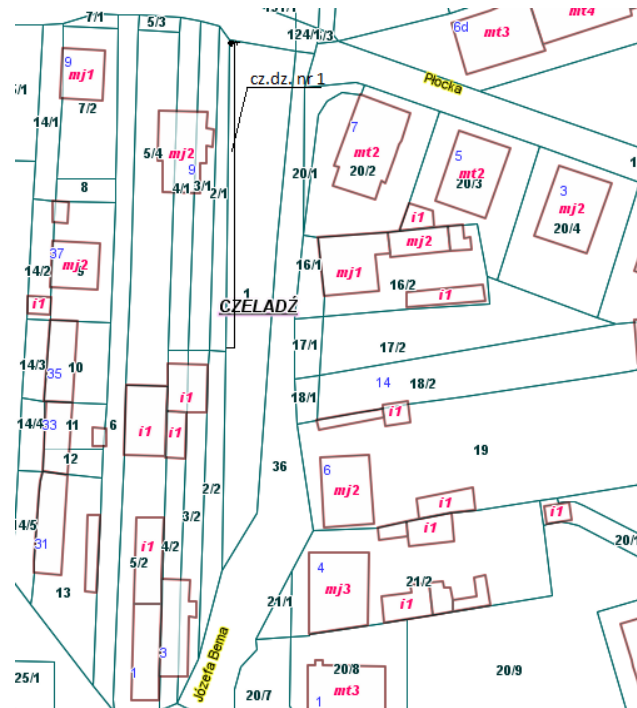 7/1
5/3
124/1
/3
mt4
6d
mt3
9
mj1
7/2
5/1
14/1
cz.dz. nr 1
Płocka
7
mt2
20/2
5
mt2
20/3
3
mj2
20/4
20/1
5/4
mj2
9
4/1
3/1
2/1
8
37
mj2
9
14/2
i1
i1
mj2
16/1
mj1
16/2
i1
1
CZELADŹ
17/1
17/2
14/3
35
10
14
18/2
18/1
i1
14/4
33
11
6
i1
i1
i1
12
19
36
6
mj2
i1
i1
i1
2/2
3/2
14/5
31
i1
5/2
4/2
13
20/1
4
mj3
21/2
i1
21/1
25/1
1
3
Józefa Bema
20/7
20/8
mt3
1
20/9